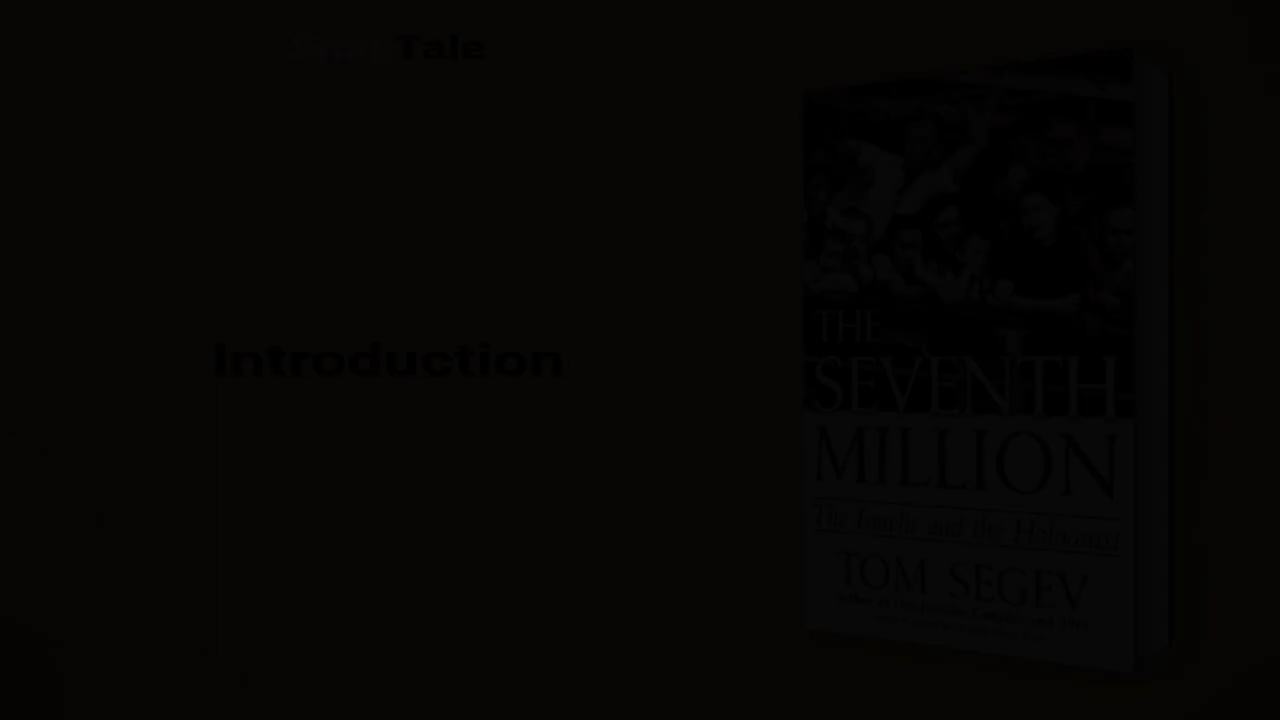 Tale
Introduction
THE
SEVENTH
MILLION
The Israelis and the Holocaust
TOM SEGEV